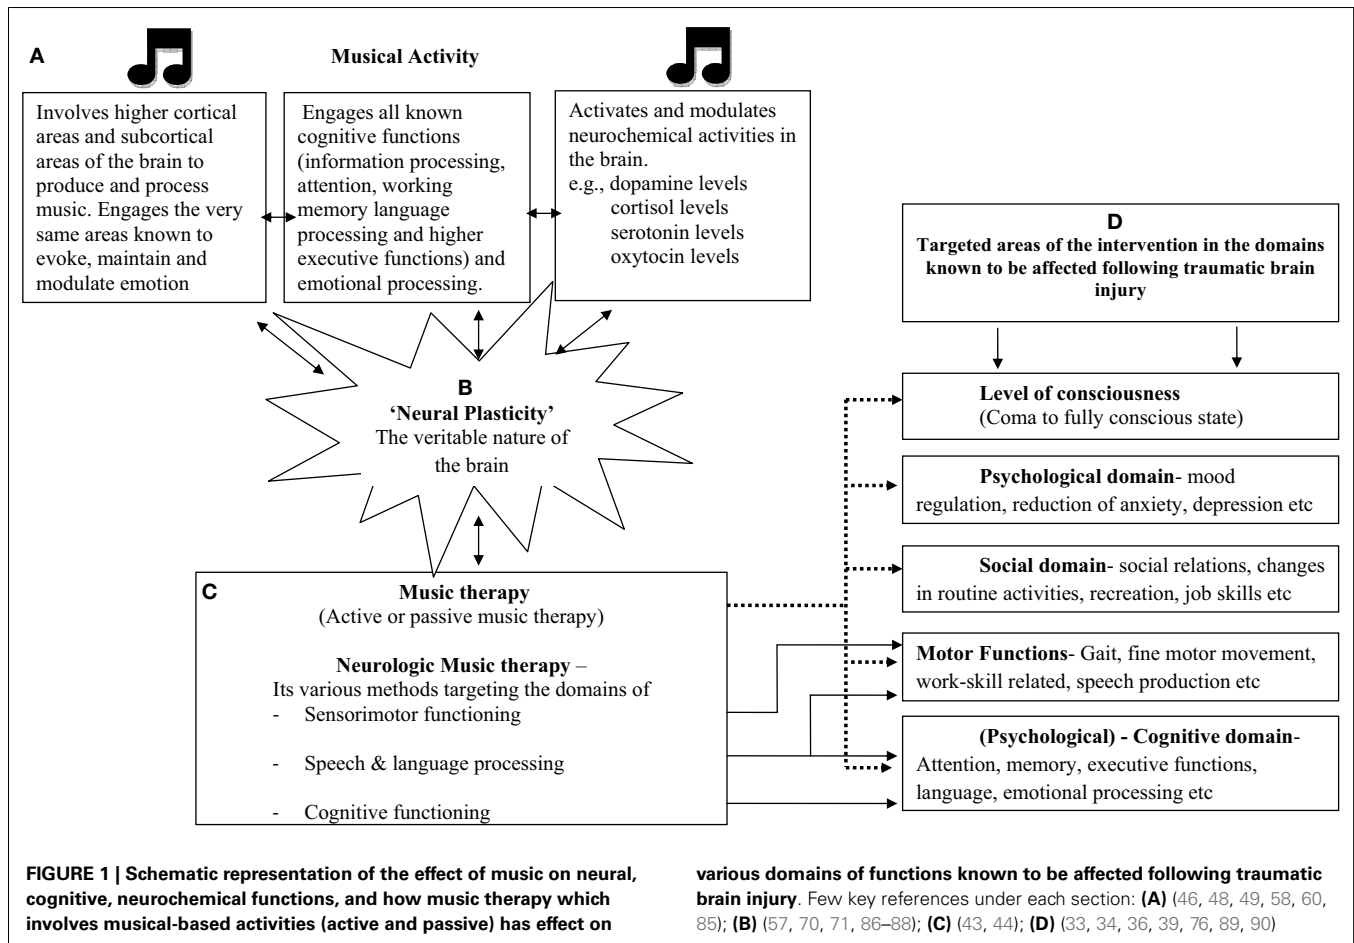 A
Musical Activity
Involves higher cortical
areas and subcortical
areas of the brain to
produce and process
music. Engages the very
same areas known to
evoke, maintain and
modulate emotion
Engages all known
cognitive functions
(information processing,
attention, working
memory language
processing and higher
executive functions) and
emotional processing.
Activates and modulates
neurochemical activities in
the brain.
e.g., dopamine levels
cortisol levels
serotonin levels
oxytocin levels
B
‘Neural Plasticity’
The veritable nature of
the brain
C
Music therapy
(Active or passive music therapy)
Neurologic Music therapy –
Its various methods targeting the domains of
- Sensorimotor functioning
- Speech & language processing
- Cognitive functioning
D
Targeted areas of the intervention in the domains
known to be affected following traumatic brain
injury
Level of consciousness
(Coma to fully conscious state)
Psychological domain- mood
regulation, reduction of anxiety, depression etc
Social domain- social relations, changes
in routine activities, recreation, job skills etc
Motor Functions- Gait, fine motor movement,
work-skill related, speech production etc
(Psychological) - Cognitive domain-
Attention, memory, executive functions,
language, emotional processing etc
FIGURE 1 | Schematic representation of the effect of music on neural,
cognitive, neurochemical functions, and how music therapy which
involves musical-based activities (active and passive) has effect on
various domains of functions known to be affected following traumatic
brain injury. Few key references under each section: (A) (46, 48, 49, 58, 60,
85); (B) (57, 70, 71, 86–88); (C) (43, 44); (D) (33, 34, 36, 39, 76, 89, 90)